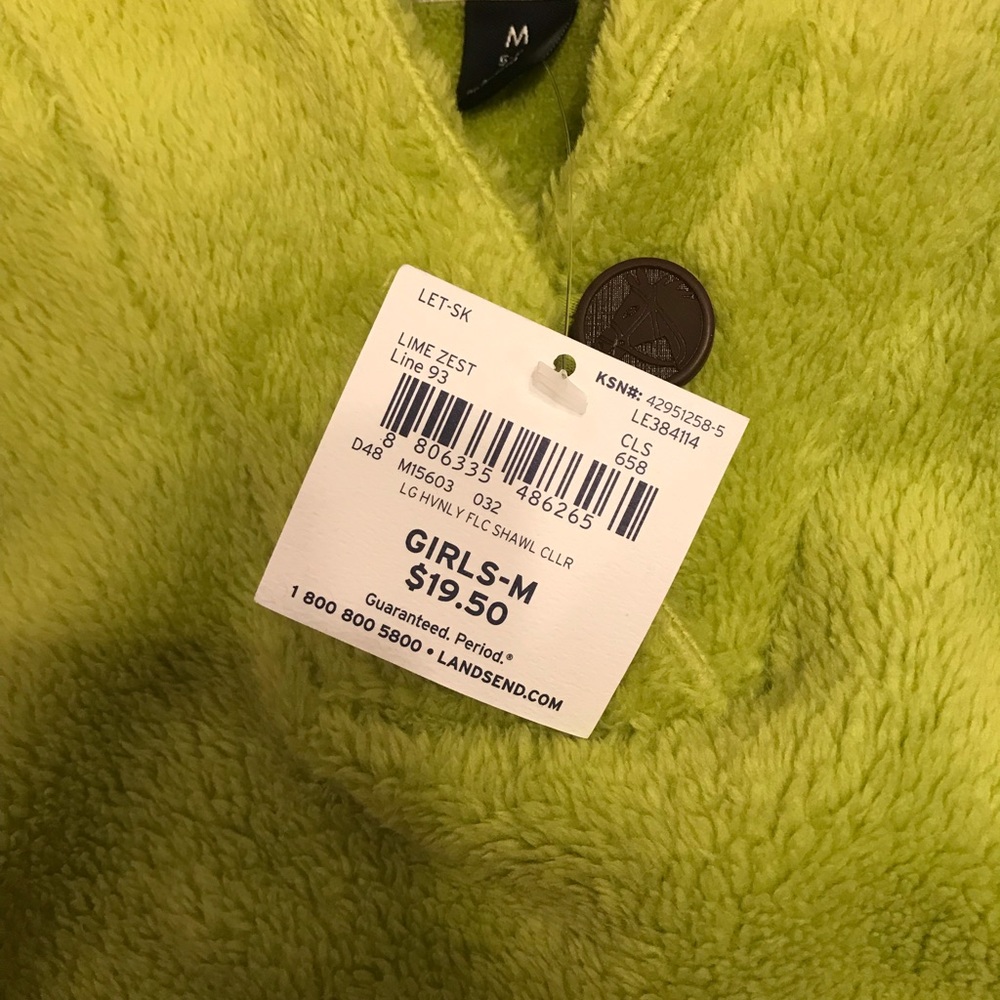 M
LET-SK
LIME ZEST
Line 93
KSN#: 42951258-5
LE384114
CLS
658
8 806335 486265
D48
M15603 032
LG HVNLY FLC SHAWL CLLR
GIRLS-M
$19.50
Guaranteed. Period.®
1 800 800 5800 • LANDSEND.COM